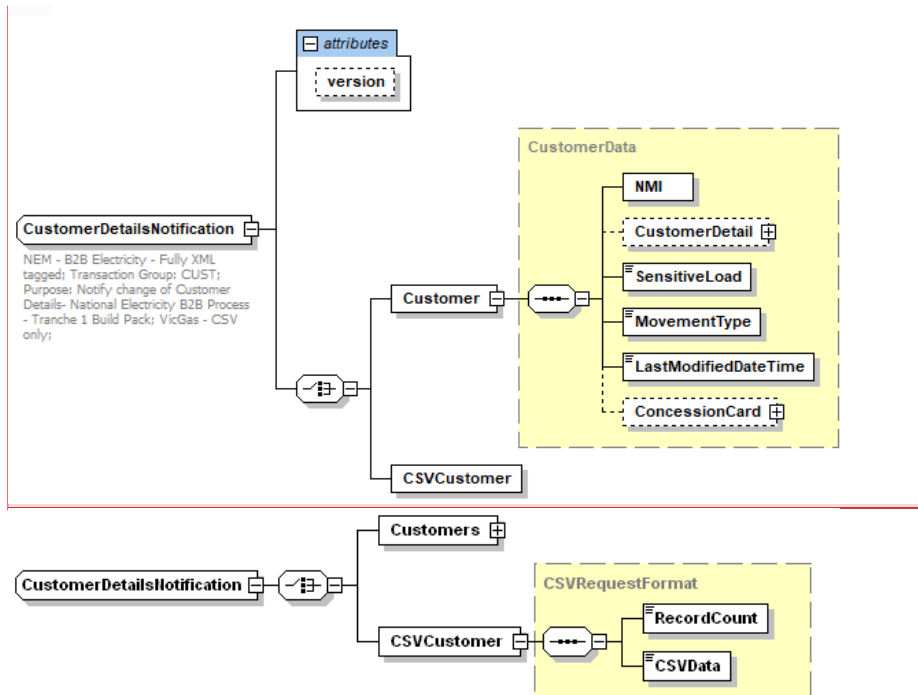 attributes
version
CustomerData
NMI
CustomerDetail
CustomerDetailsNotification
NEM - B2B Electricity - Fully XML
tagged; Transaction Group: CUST;
Purpose: Notify change of Customer
Details- National Electricity B2B Process
- Tranche 1 Build Pack; VicGas - CSV
only;
SensitiveLoad
Customer
MovementType
LastModifiedDateTime
ConcessionCard
CSVCustomer
Customers
CustomerDetailsNotification
CSVRequestFormat
RecordCount
CSVCustomer
CSVData